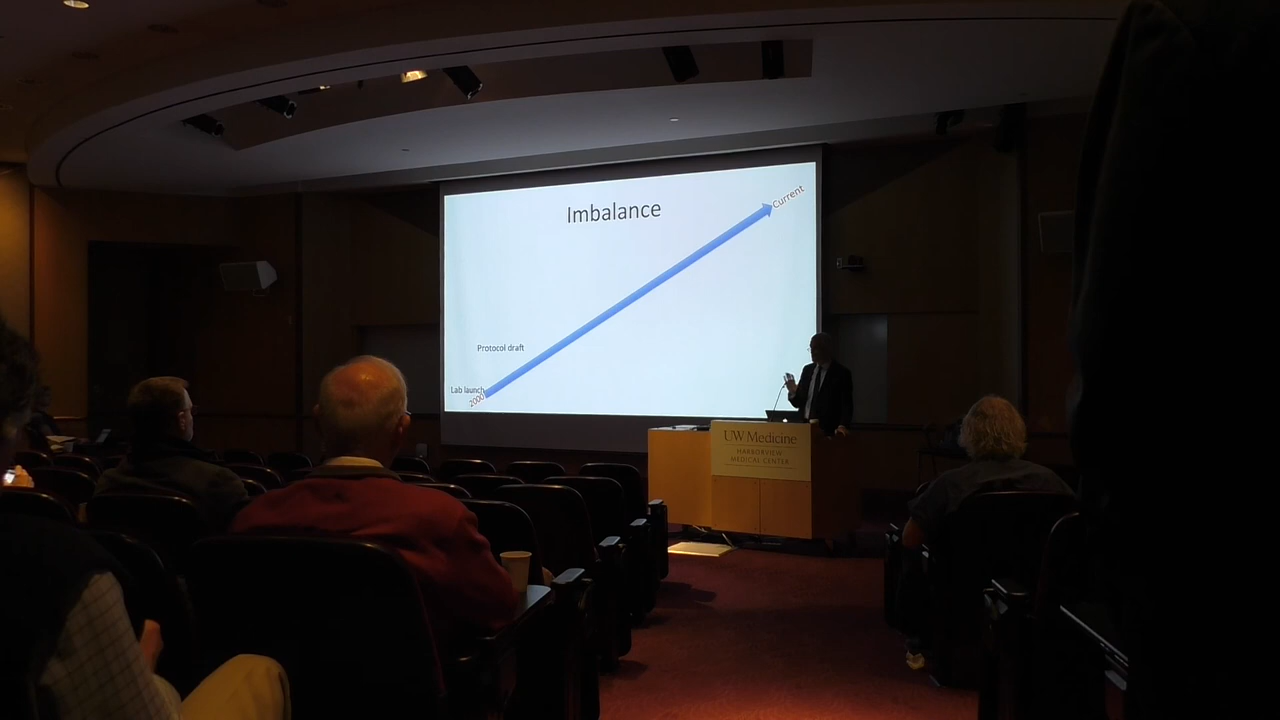 Imbalance
Current
Protocol draft
Lab launch
2000
UW Medicine
HARBORVIEW
MEDICAL CENTER